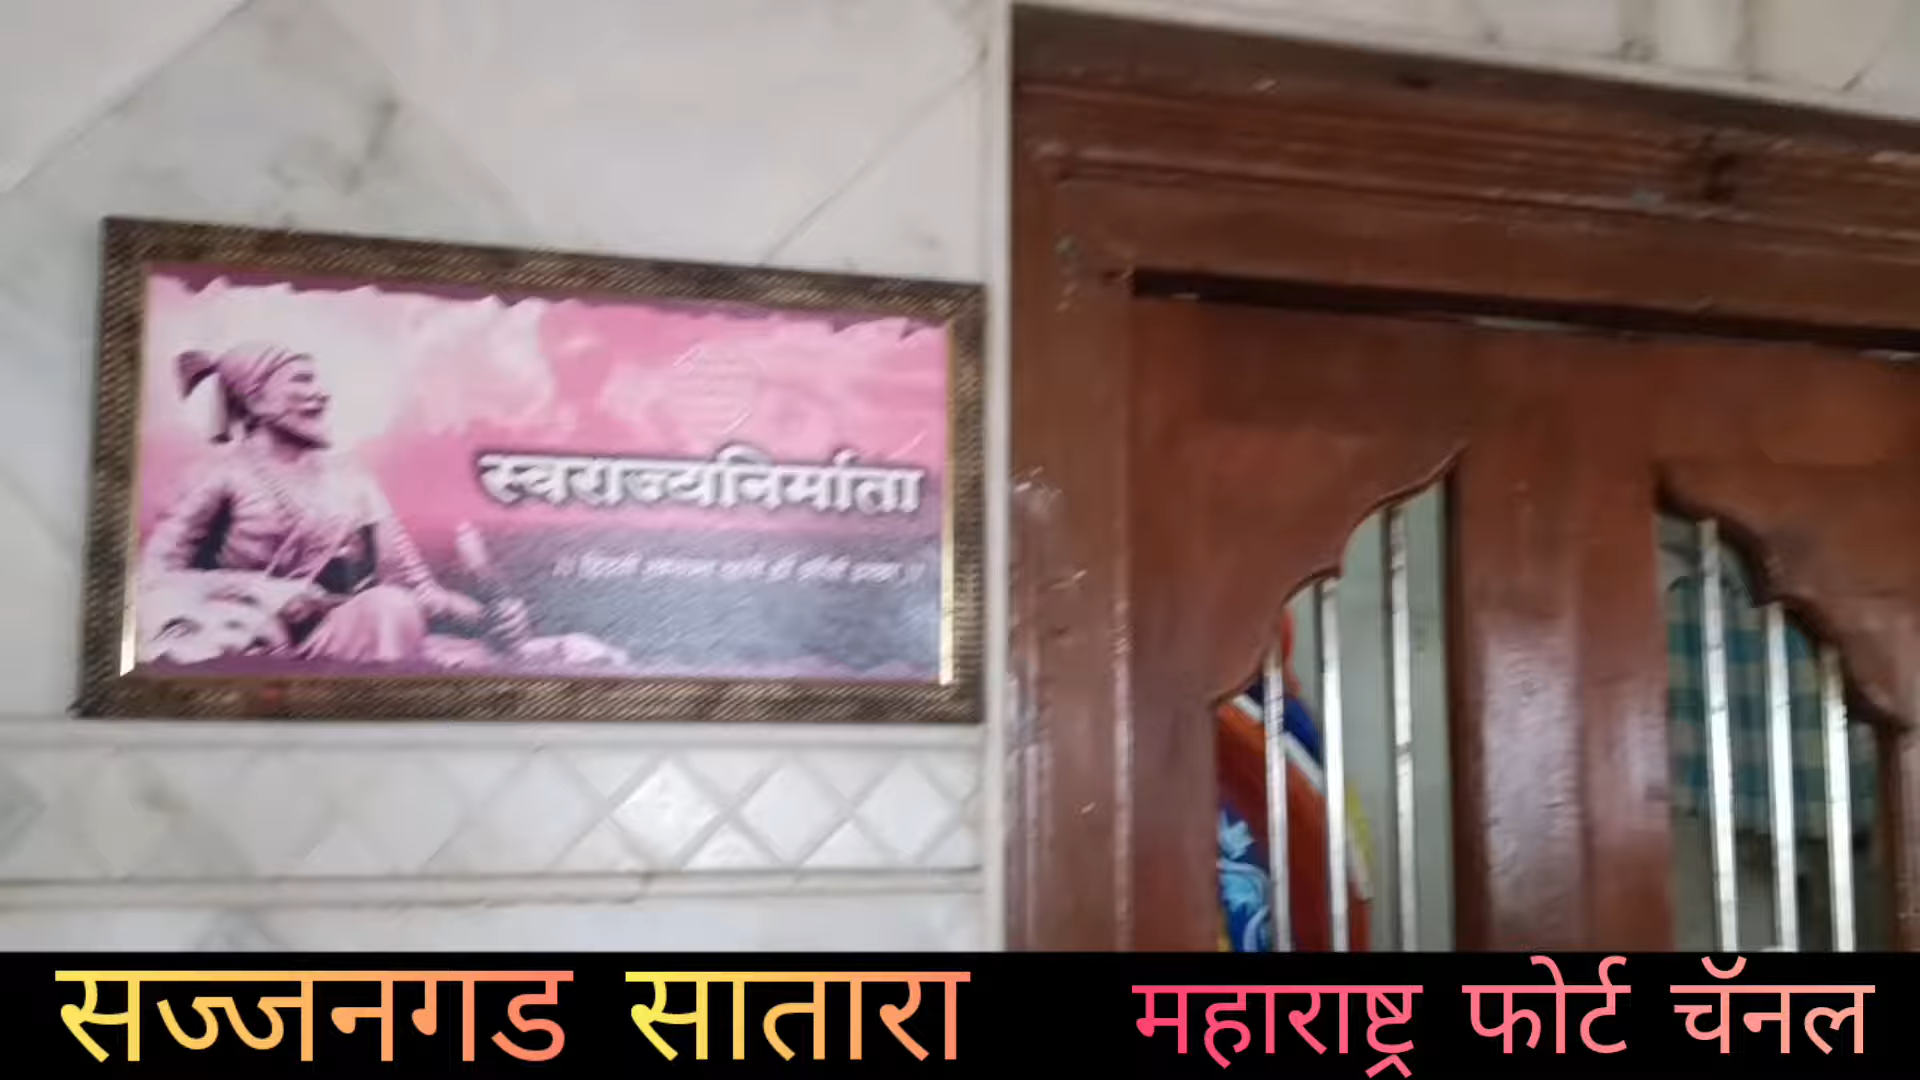 स्वराज्यनिर्माता
सज्जनगड सातारा महाराष्ट्र फोर्ट चॅनल